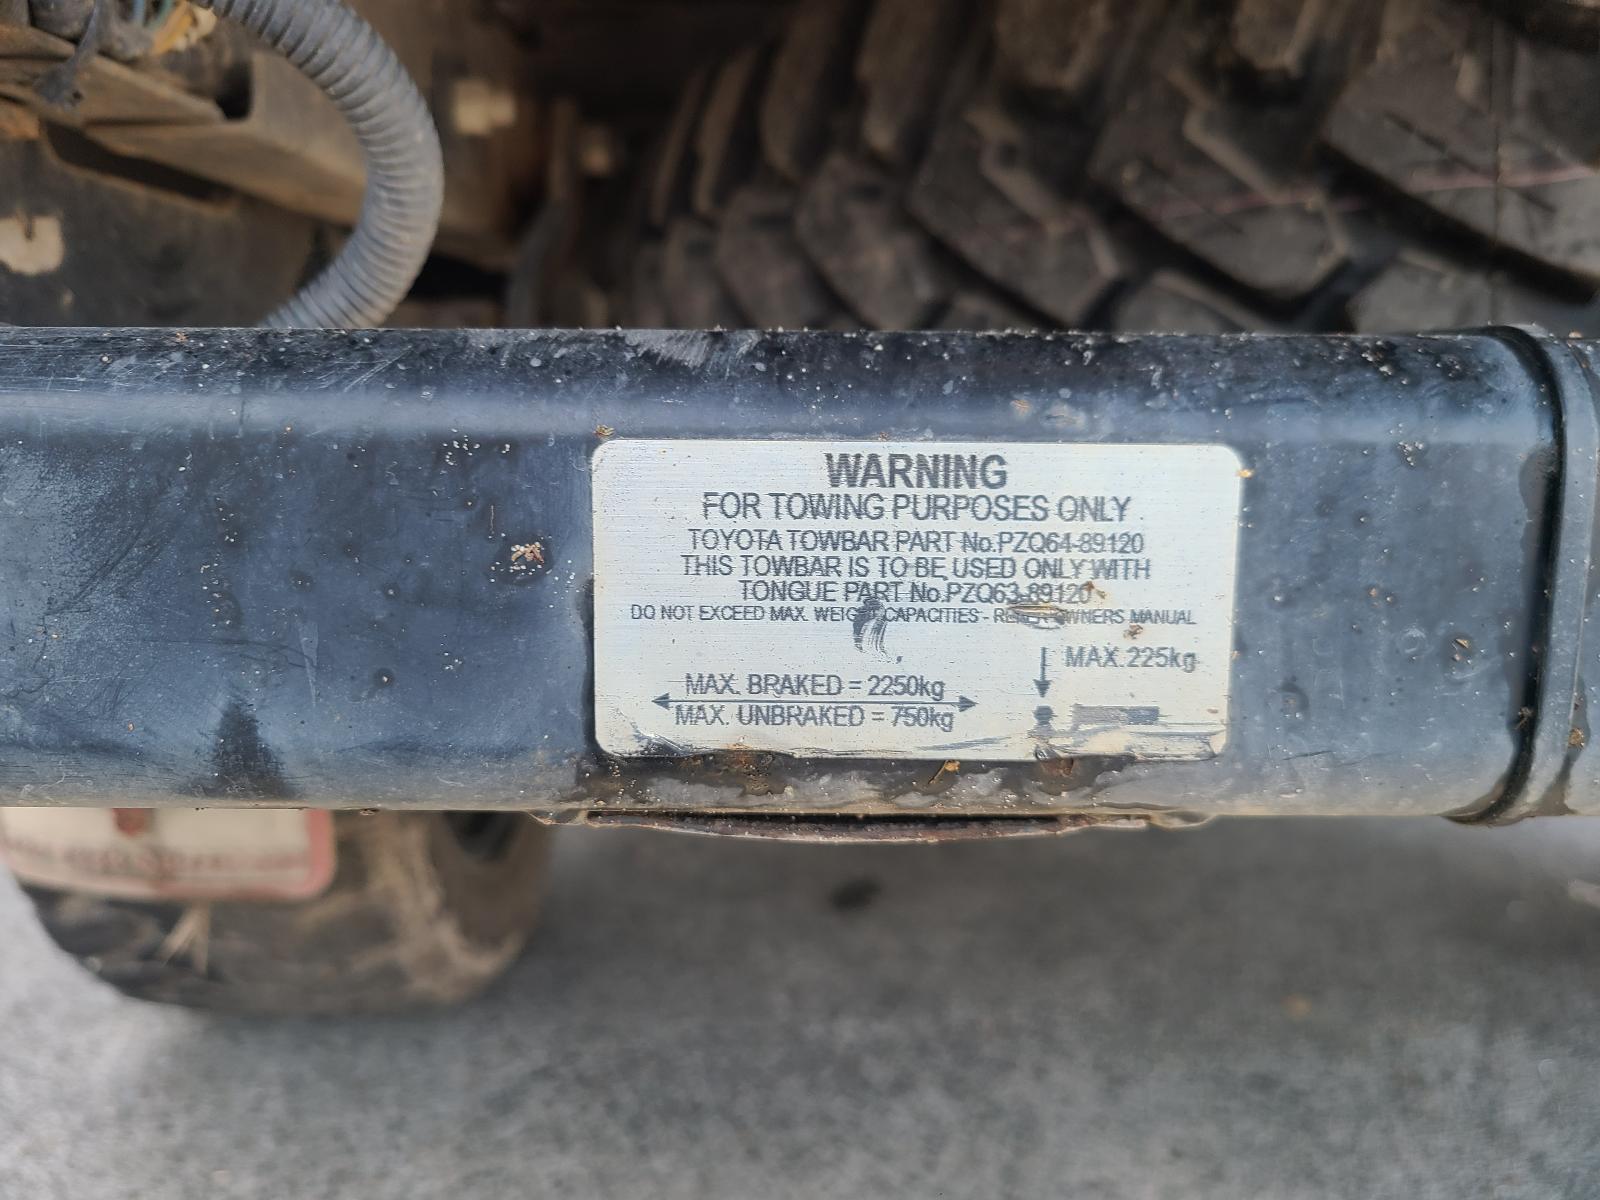 WARNING
FOR TOWING PURPOSES ONLY
TOYOTA TOWBAR PART No.PZQ64-89120
THIS TOWBAR IS TO BE USED ONLY WITH
TONGUE PART No.PZQ63-89120
DO NOT EXCEED MAX. WEIGHT CAPACITIES - REFER OWNERS MANUAL
MAX. 225kg
MAX. BRAKED = 2250kg
MAX. UNBRAKED = 750kg